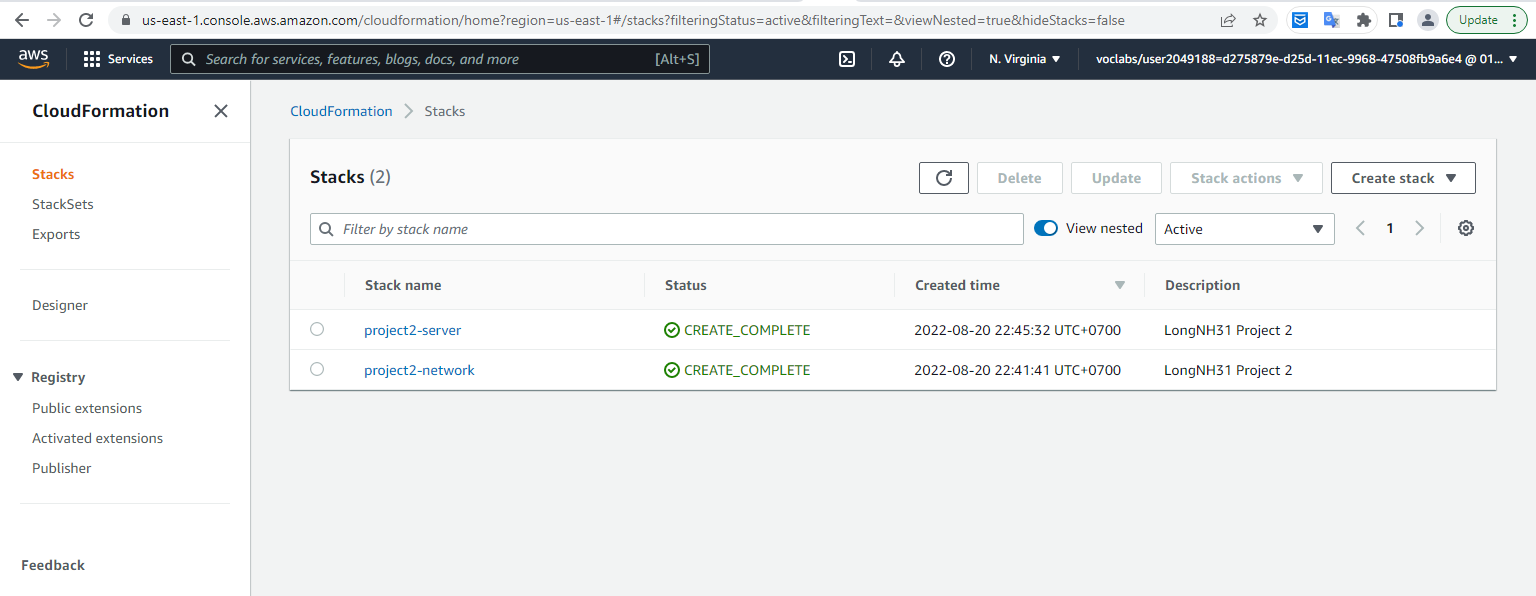 us-east-1.console.aws.amazon.com/cloudformation/home?region=us-east-1#/stacks?filteringStatus=active&filteringText=&viewNested=true&hideStacks=false
Update
aws
Services
Search for services, features, blogs, docs, and more
[Alt+S]
N. Virginia
voclabs/user2049188=d275879e-d25d-11ec-9968-47508fb9a6e4 @ 01...
CloudFormation
Stacks
StackSets
Exports
Designer
Registry
Public extensions
Activated extensions
Publisher
Feedback
CloudFormation > Stacks
Stacks (2)
Delete
Update
Stack actions
Create stack
Filter by stack name
View nested
Active
1
Stack name Status Created time Description
project2-server CREATE_COMPLETE 2022-08-20 22:45:32 UTC+0700 LongNH31 Project 2
project2-network CREATE_COMPLETE 2022-08-20 22:41:41 UTC+0700 LongNH31 Project 2